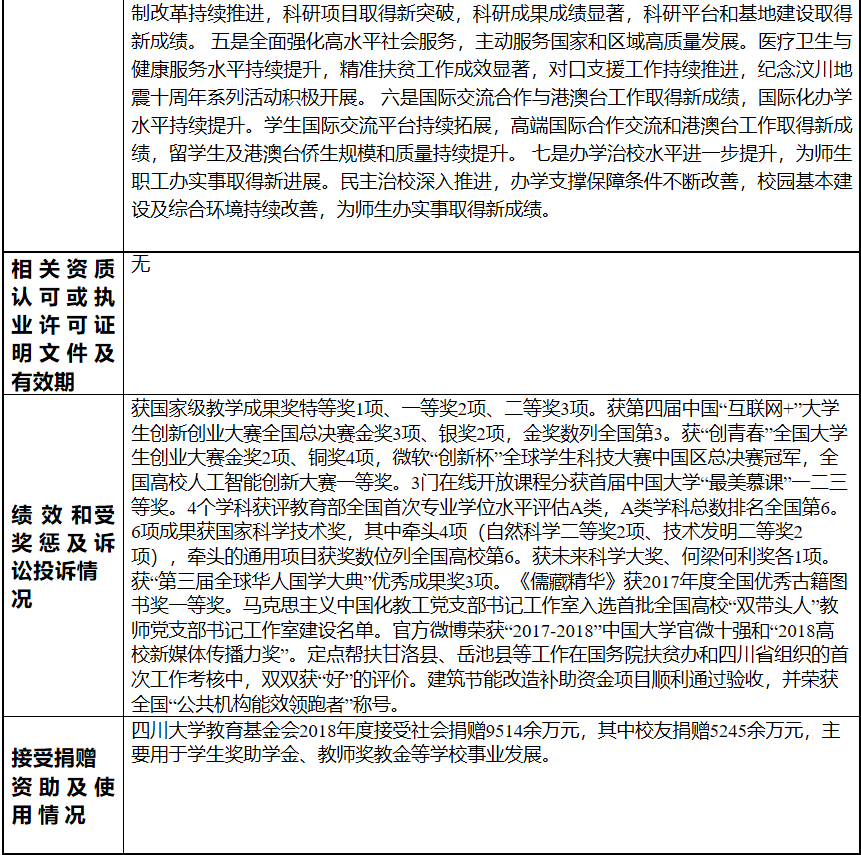 制改革持续推进，科研项目取得新突破，科研成果成绩显著，科研平台和基地建设取得
新成绩。 五是全面强化高水平社会服务，主动服务国家和区域高质量发展。医疗卫生与
健康服务水平持续提升，精准扶贫工作成效显著，对口支援工作持续推进，纪念汶川地
震十周年系列活动积极开展。 六是国际交流合作与港澳台工作取得新成绩，国际化办学
水平持续提升。学生国际交流平台持续拓展，高端国际合作交流和港澳台工作取得新成
绩，留学生及港澳台侨生规模和质量持续提升。 七是办学治校水平进一步提升，为师生
职工办实事取得新进展。民主治校深入推进，办学支撑保障条件不断改善，校园基本建
设及综合环境持续改善，为师生办实事取得新成绩。
相关资质
认可或执
业许可证
明文件及
有效期
无
绩效和受
奖惩及诉
讼投诉情
况
获国家级教学成果奖特等奖1项、一等奖2项、二等奖3项。获第四届中国“互联网+”大学
生创新创业大赛全国总决赛金奖3项、银奖2项，金奖数列全国第3。获“创青春”全国大学
生创业大赛金奖2项、铜奖4项，微软“创新杯”全球学生科技大赛中国区总决赛冠军，全
国高校人工智能创新大赛一等奖。3门在线开放课程分获首届中国大学“最美慕课”一二三
等奖。4个学科获评教育部全国首次专业学位水平评估A类，A类学科总数排名全国第6。
6项成果获国家科学技术奖，其中牵头4项（自然科学二等奖2项、技术发明二等奖2
项），牵头的通用项目获奖数位列全国高校第6。获未来科学大奖、何梁何利奖各1项。
获“第三届全球华人国学大典”优秀成果奖3项。《儒藏精华》获2017年度全国优秀古籍图
书奖一等奖。马克思主义中国化教工党支部书记工作室入选首批全国高校“双带头人”教
师党支部书记工作室建设名单。官方微博荣获“2017-2018”中国大学官微十强和“2018高
校新媒体传播力奖”。定点帮扶甘洛县、岳池县等工作在国务院扶贫办和四川省组织的首
次工作考核中，双双获“好”的评价。建筑节能改造补助资金项目顺利通过验收，并荣获
全国“公共机构能效领跑者”称号。
接受捐赠
资助及使
用情况
四川大学教育基金会2018年度接受社会捐赠9514余万元，其中校友捐赠5245余万元，主
要用于学生奖助学金、教师奖教金等学校事业发展。